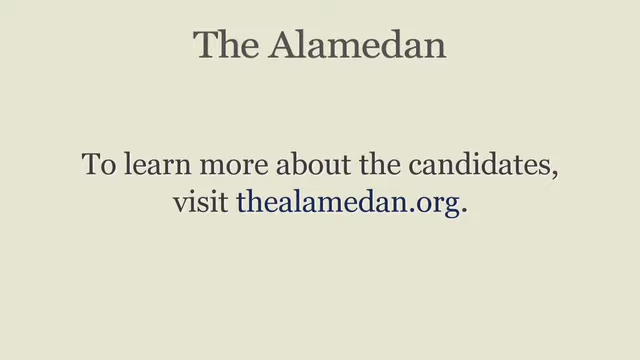 The Alamedan
To learn more about the candidates,
visit thealamedan.org.